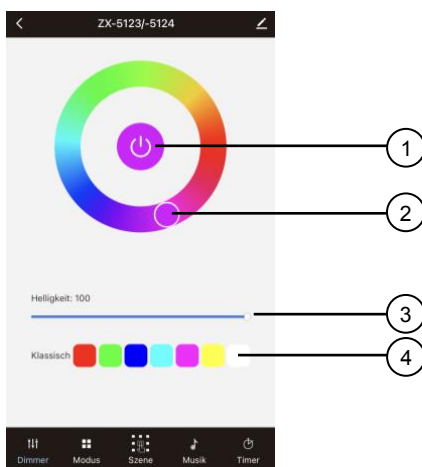 ZX-5123/-5124
1
2
Helligkeit: 100
3
Klassisch
4
Dimmer Modus Szene Musik Timer